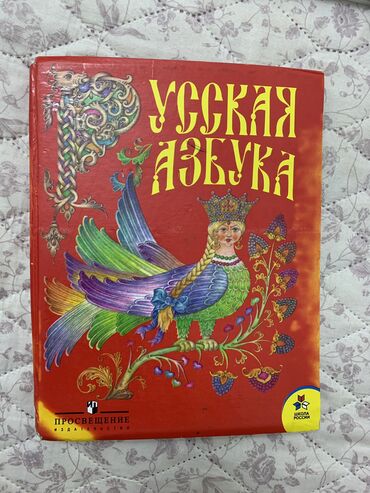 РУССКАЯ
АЗБУКА
ПРОСВЕЩЕНИЕ
ИЗДАТЕЛЬСТВО
ШКОЛА
РОССИИ